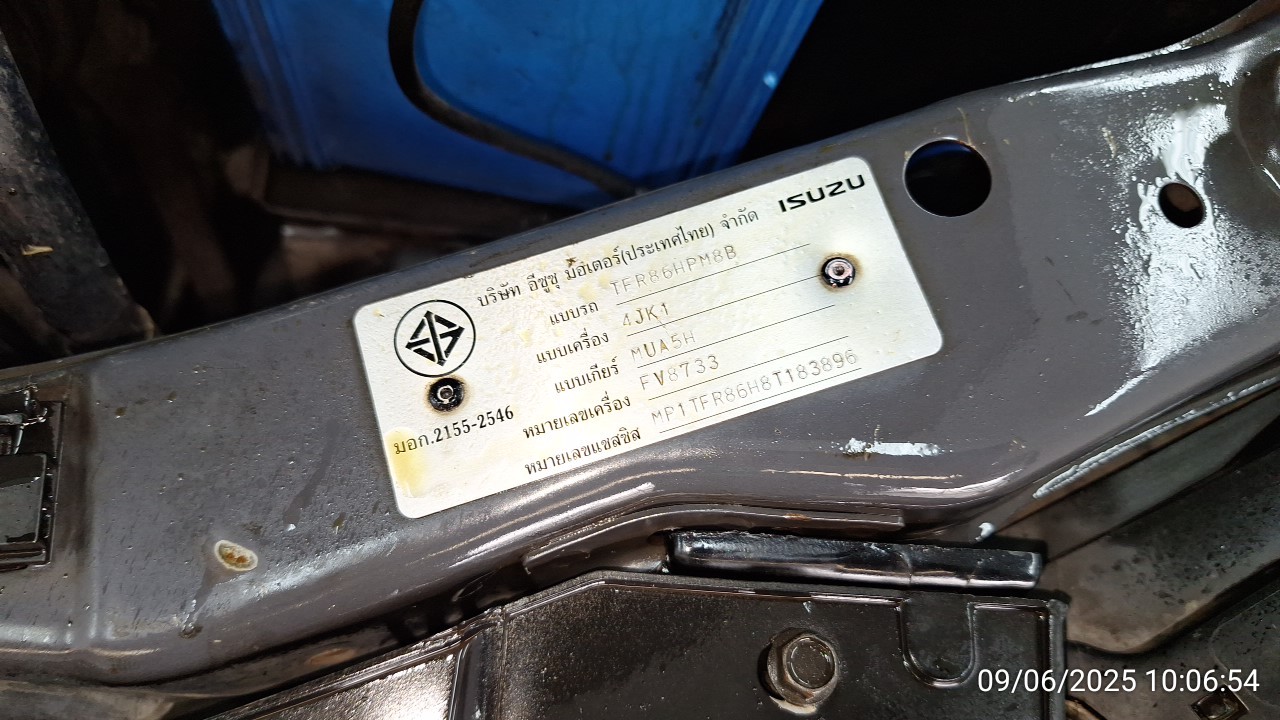 ISUZU
บริษัท อีซูซุ มอเตอร์(ประเทศไทย) จำกัด
แบบรถ TFR86HPM8B
แบบเครื่อง 4JK1
แบบเกียร์ MUA5H
หมายเลขเครื่อง FV8733
หมายเลขแชสซิส MP1TFR86H8T183896
มอก.2155-2546
09/06/2025 10:06:54